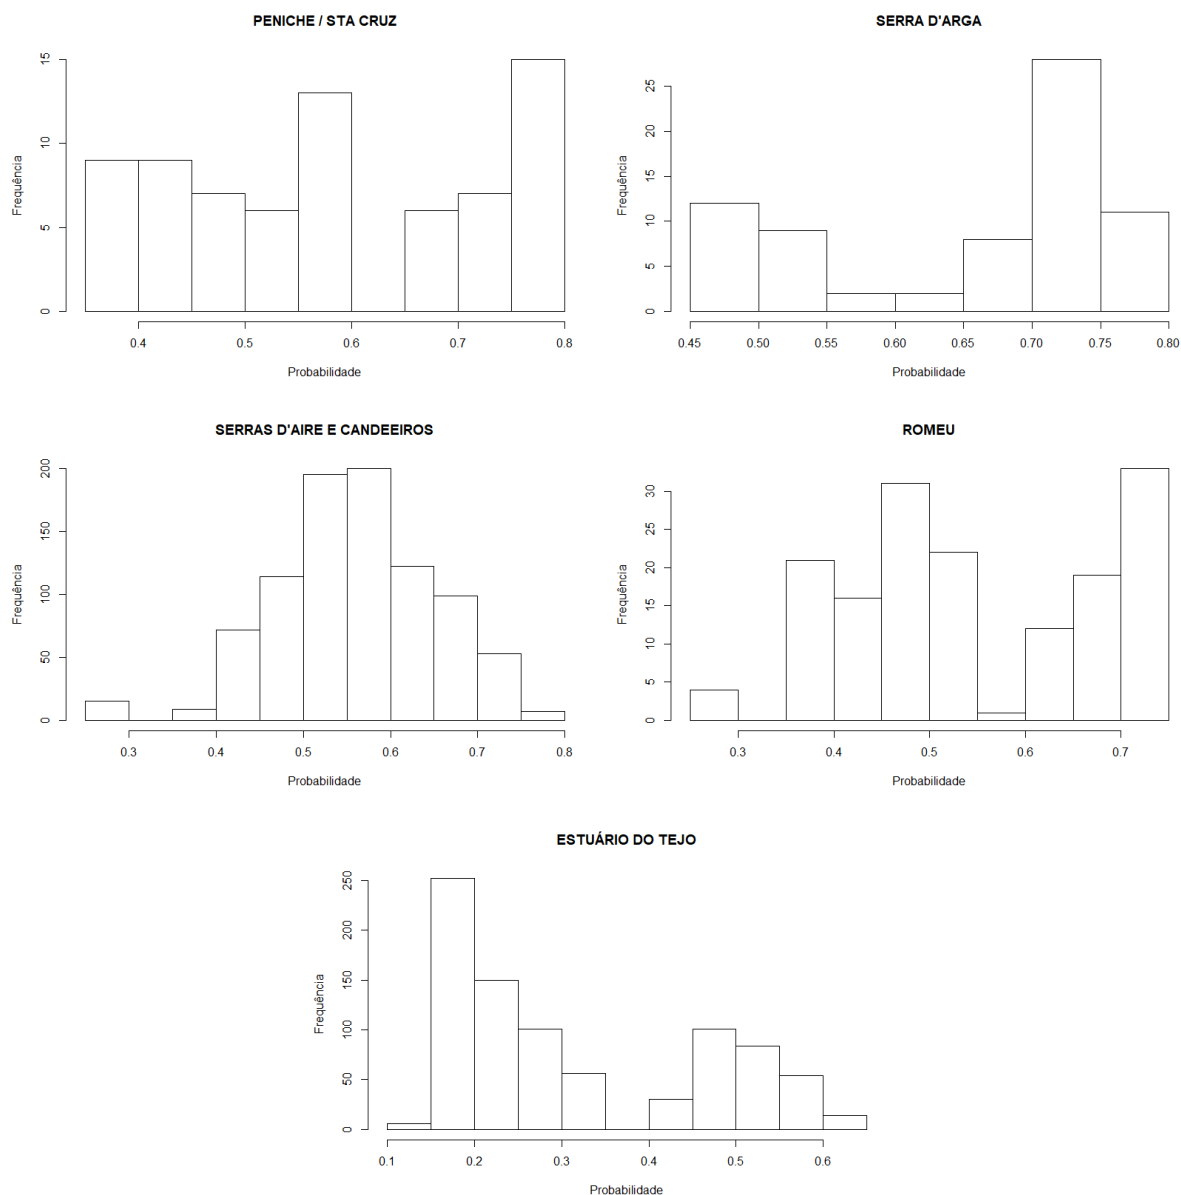 PENICHE / STA CRUZ
Frequência
15
10
5
0
0.4 0.5 0.6 0.7 0.8
Probabilidade
SERRA D'ARGA
Frequência
25
20
15
10
5
0
0.45 0.50 0.55 0.60 0.65 0.70 0.75 0.80
Probabilidade
SERRAS D'AIRE E CANDEEIROS
Frequência
200
150
100
50
0
0.3 0.4 0.5 0.6 0.7 0.8
Probabilidade
ROMEU
Frequência
30
25
20
15
10
5
0
0.3 0.4 0.5 0.6 0.7
Probabilidade
ESTUÁRIO DO TEJO
Frequência
250
200
150
100
50
0
0.1 0.2 0.3 0.4 0.5 0.6
Probabilidade